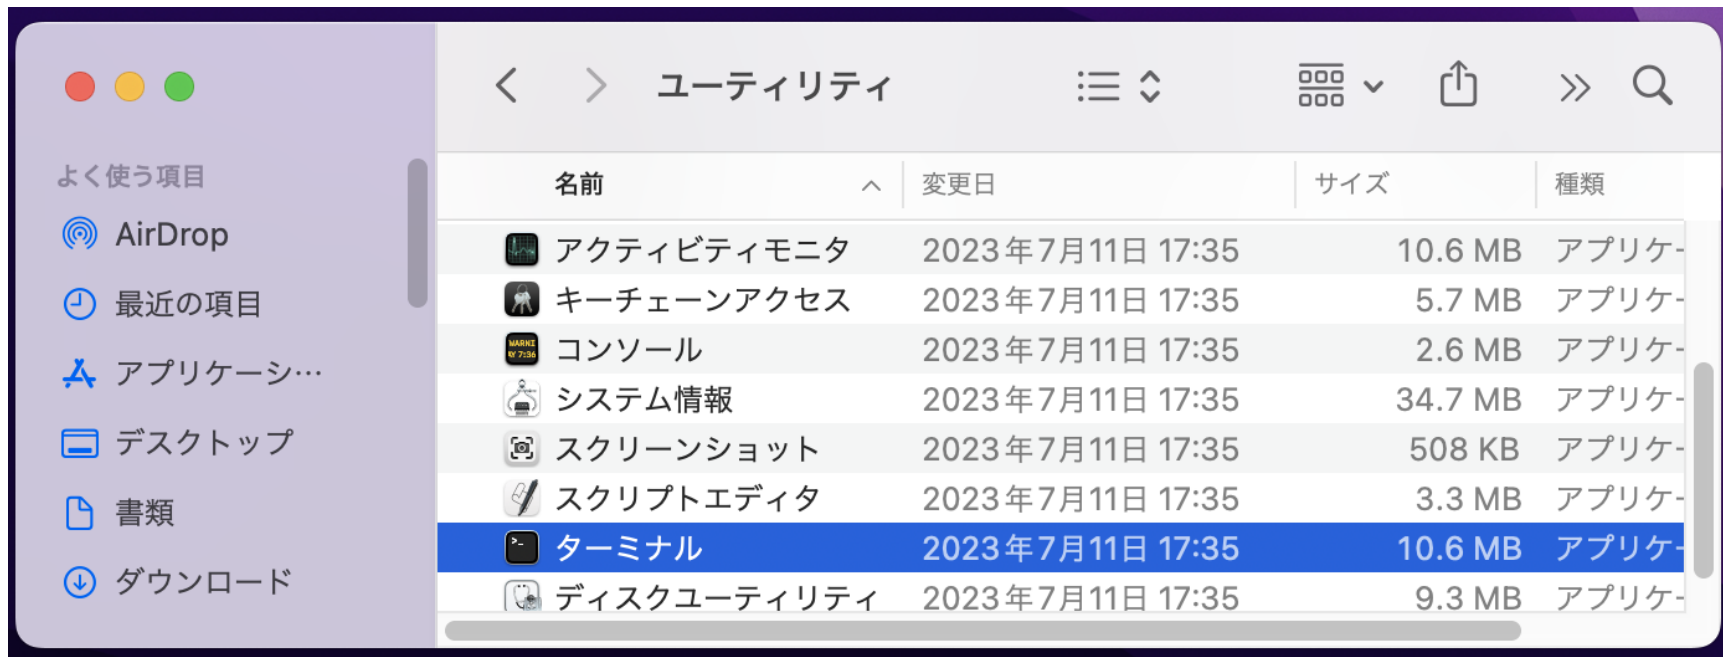 ユーティリティ
よく使う項目
AirDrop
最近の項目
アプリケーシ…
デスクトップ
書類
ダウンロード
名前 変更日 サイズ 種類
アクティビティモニタ 2023年7月11日 17:35 10.6 MB アプリケ-
キーチェーンアクセス 2023年7月11日 17:35 5.7 MB アプリケ-
WARNI
RY 7:36
コンソール 2023年7月11日 17:35 2.6 MB アプリケ-
システム情報 2023年7月11日 17:35 34.7 MB アプリケ-
スクリーンショット 2023年7月11日 17:35 508 KB アプリケ-
スクリプトエディタ 2023年7月11日 17:35 3.3 MB アプリケ-
ターミナル 2023年7月11日 17:35 10.6 MB アプリケ-
ディスクユーティリティ 2023年7月11日 17:35 9.3 MB アプリケ-